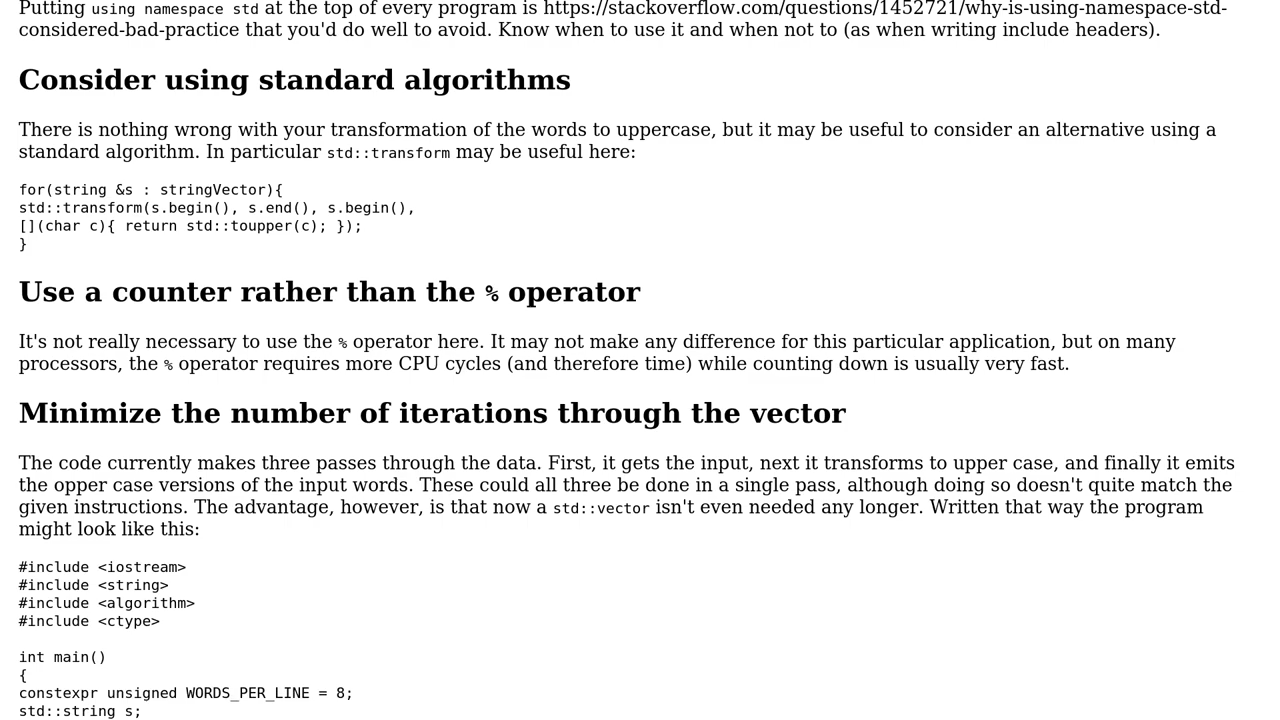 Putting using namespace std at the top of every program is https://stackoverflow.com/questions/1452721/why-is-using-namespace-std-
considered-bad-practice that you'd do well to avoid. Know when to use it and when not to (as when writing include headers).
Consider using standard algorithms
There is nothing wrong with your transformation of the words to uppercase, but it may be useful to consider an alternative using a
standard algorithm. In particular std::transform may be useful here:
for(string &s : stringVector){
std::transform(s.begin(), s.end(), s.begin(),
[](char c){ return std::toupper(c); });
}
Use a counter rather than the % operator
It's not really necessary to use the % operator here. It may not make any difference for this particular application, but on many
processors, the % operator requires more CPU cycles (and therefore time) while counting down is usually very fast.
Minimize the number of iterations through the vector
The code currently makes three passes through the data. First, it gets the input, next it transforms to upper case, and finally it emits
the opper case versions of the input words. These could all three be done in a single pass, although doing so doesn't quite match the
given instructions. The advantage, however, is that now a std::vector isn't even needed any longer. Written that way the program
might look like this:
#include <iostream>
#include <string>
#include <algorithm>
#include <ctype>
int main()
{
constexpr unsigned WORDS_PER_LINE = 8;
std::string s;